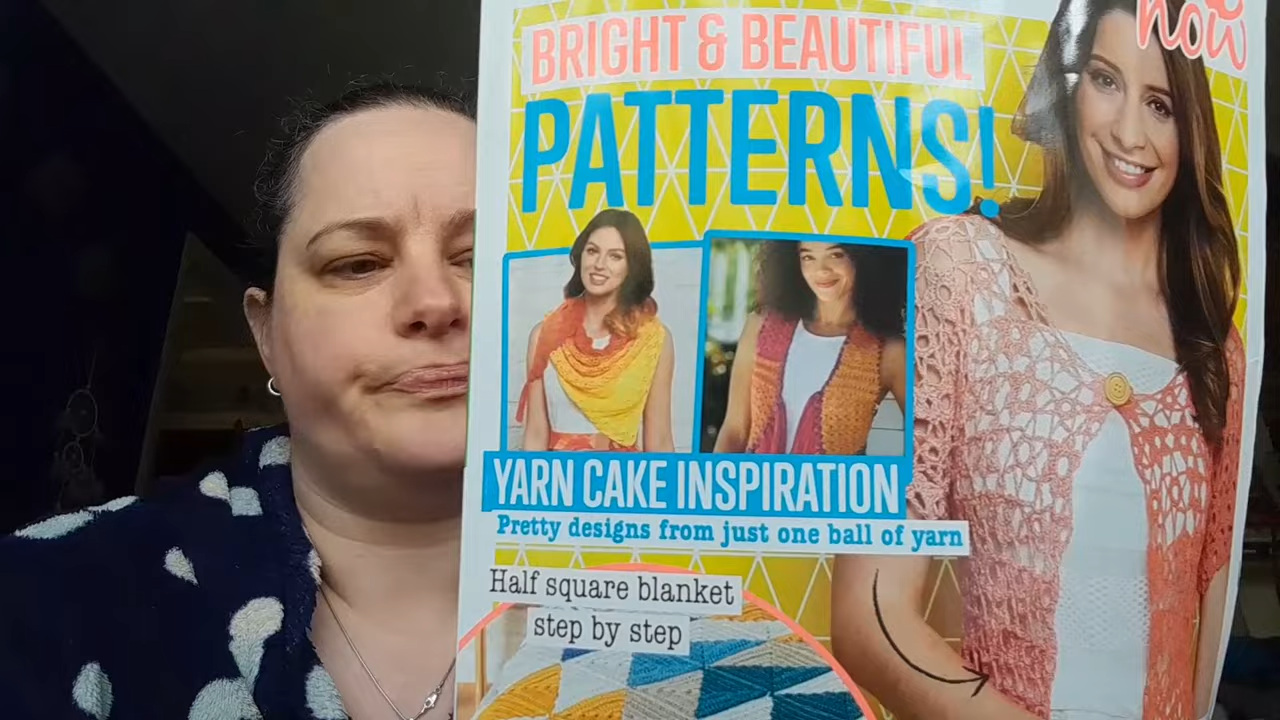 now
BRIGHT & BEAUTIFUL
PATTERNS!
YARN CAKE INSPIRATION
Pretty designs from just one ball of yarn
Half square blanket
step by step